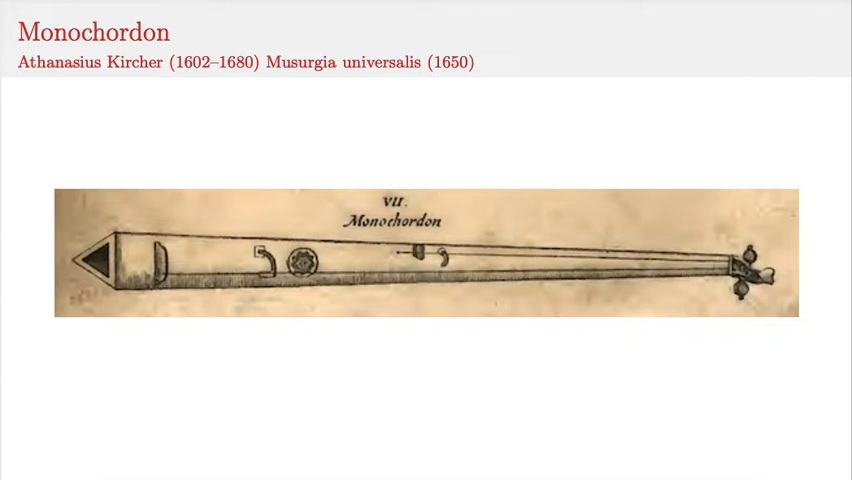 Monochordon
Athanasius Kircher (1602–1680) Musurgia universalis (1650)
VII.
Monochordon